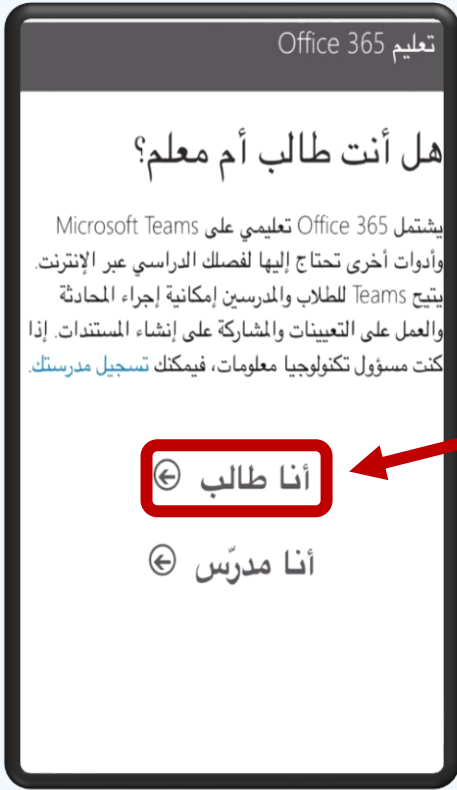 تعليم Office 365
هل أنت طالب أم معلم؟
يشتمل Office 365 تعليمي على Microsoft Teams
وأدوات أخرى تحتاج إليها لفصلك الدراسي عبر الإنترنت.
يتيح Teams للطلاب والمدرسين إمكانية إجراء المحادثة
والعمل على التعيينات والمشاركة على إنشاء المستندات. إذا
كنت مسؤول تكنولوجيا معلومات، فيمكنك تسجيل مدرستك.
أنا طالب
أنا مدرّس